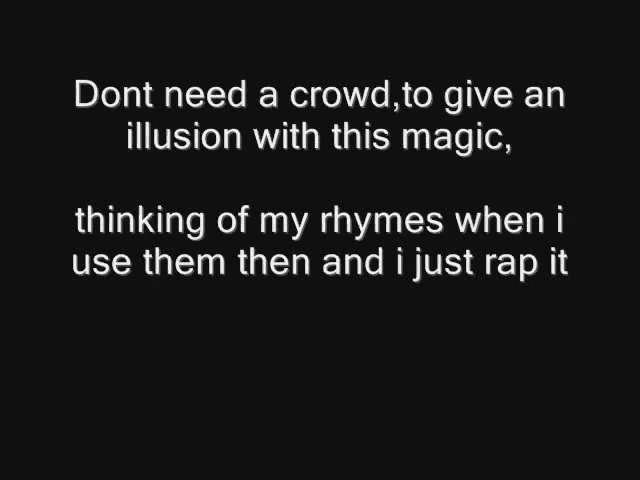 Dont need a crowd,to give an
illusion with this magic,
thinking of my rhymes when i
use them then and i just rap it